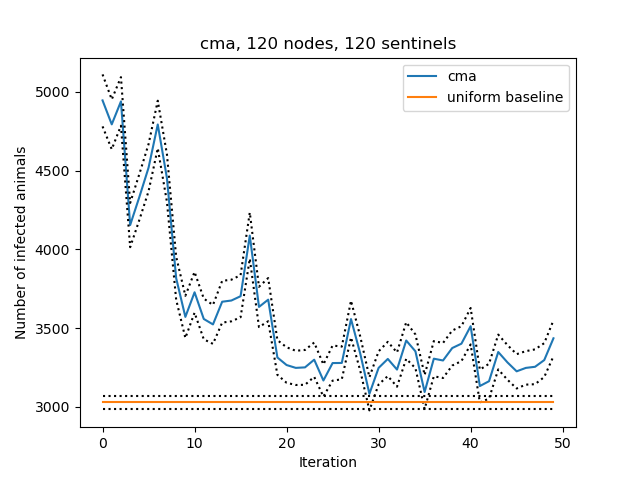 cma, 120 nodes, 120 sentinels
cma
uniform baseline
Number of infected animals
5000
4500
4000
3500
3000
0 10 20 30 40 50
Iteration